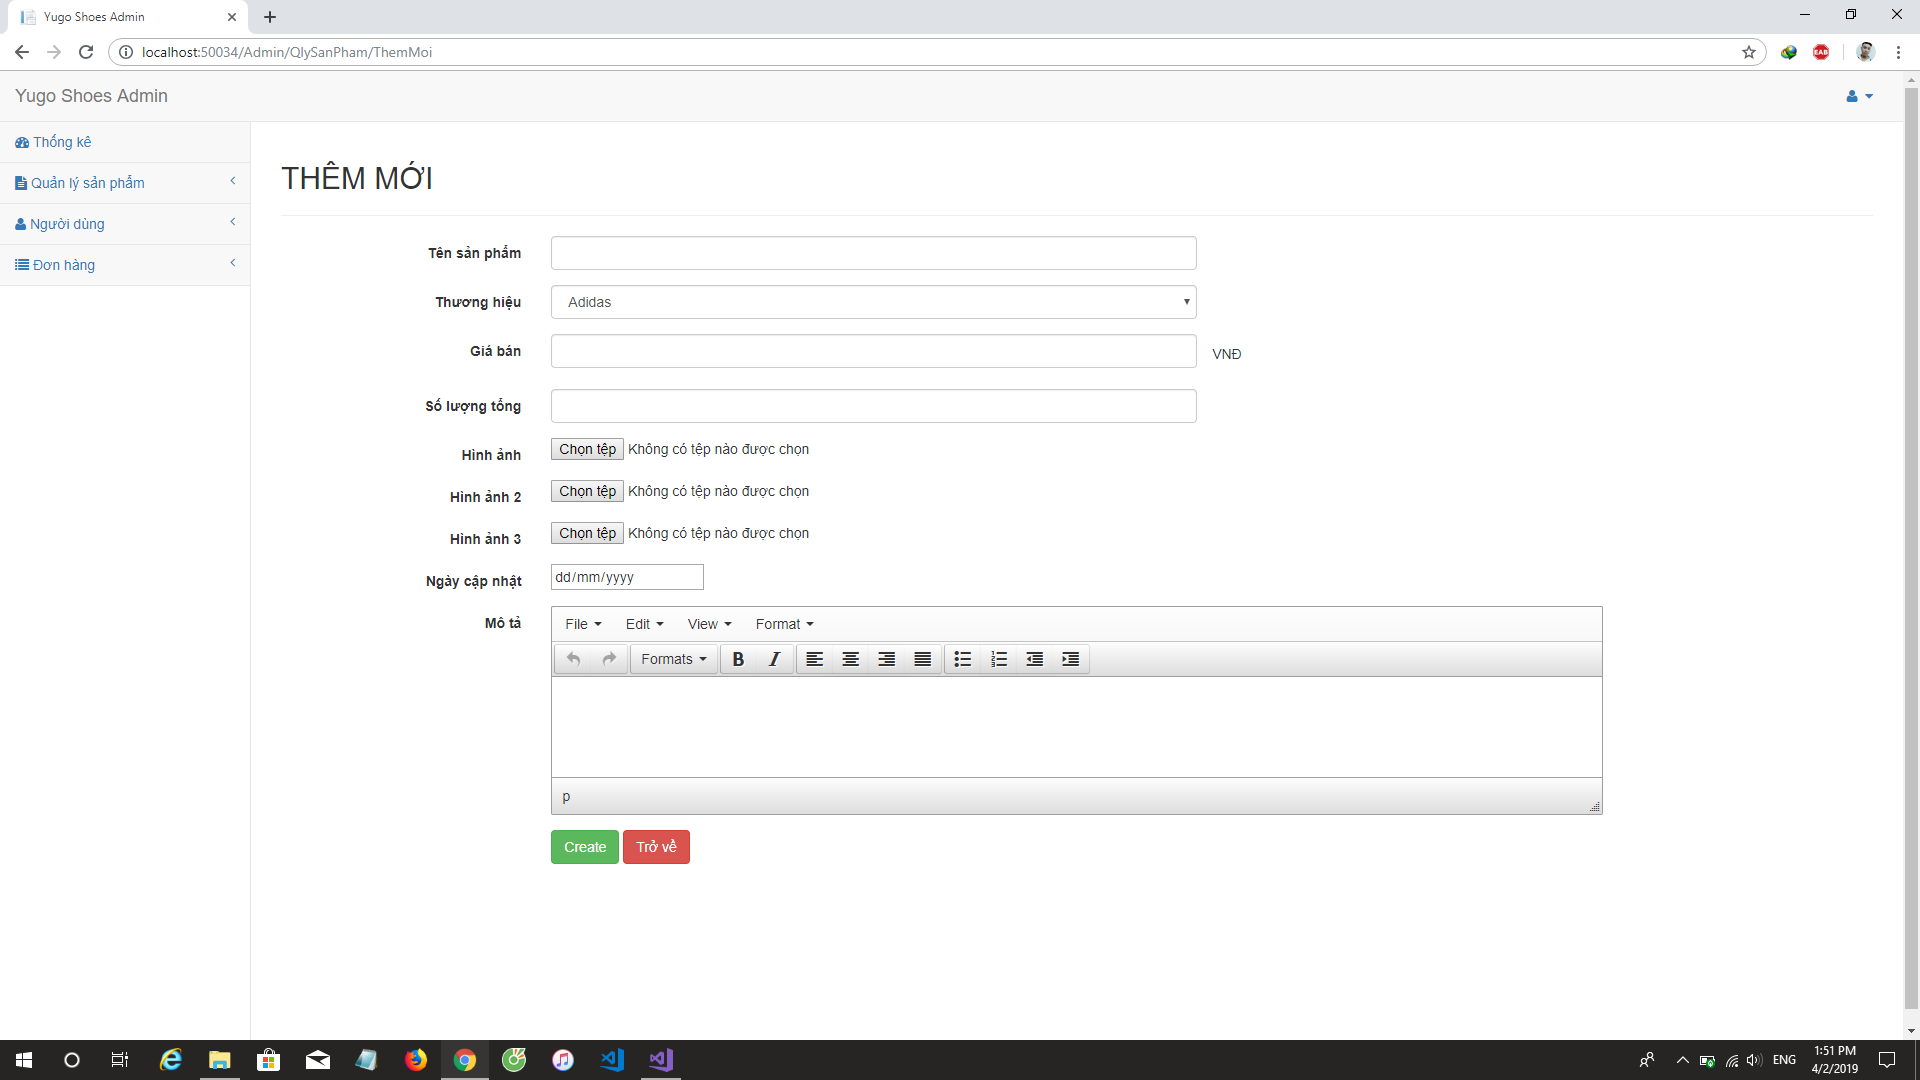 Yugo Shoes Admin
localhost:50034/Admin/QlySanPham/ThemMoi
EAB
Yugo Shoes Admin
Thống kê
Quản lý sản phẩm
Người dùng
Đơn hàng
THÊM MỚI
Tên sản phẩm
Thương hiệu
Adidas
Giá bán
VNĐ
Số lượng tổng
Hình ảnh
Chọn tệp Không có tệp nào được chọn
Hình ảnh 2
Chọn tệp Không có tệp nào được chọn
Hình ảnh 3
Chọn tệp Không có tệp nào được chọn
Ngày cập nhật
dd/mm/yyyy
Mô tả
File Edit View Format
Formats B I
p
Create Trở về
ENG
1:51 PM
4/2/2019